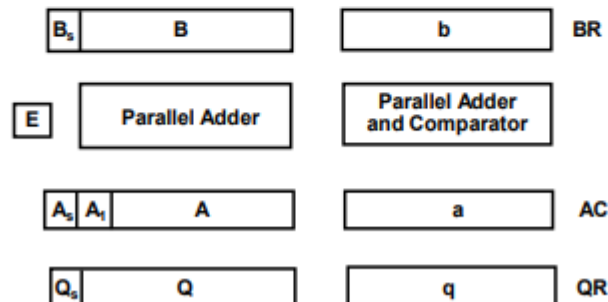 Bs B b BR
E Parallel Adder Parallel Adder
and Comparator
As A1 A a AC
Qs Q q QR